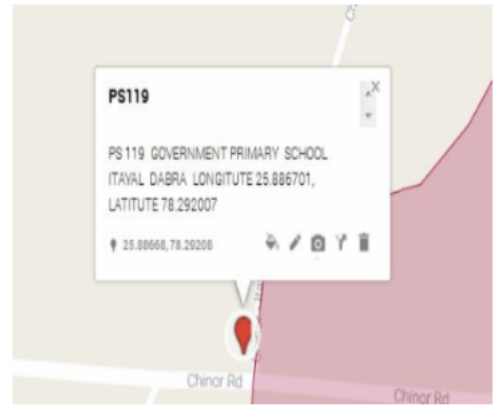 PS119
PS 119 GOVERNMENT PRIMARY SCHOOL
ITAYAL DABRA LONGITUTE 25.886701,
LATITUTE 78.292007
25.88668, 78.29208
Chinor Rd
Chinor Rd